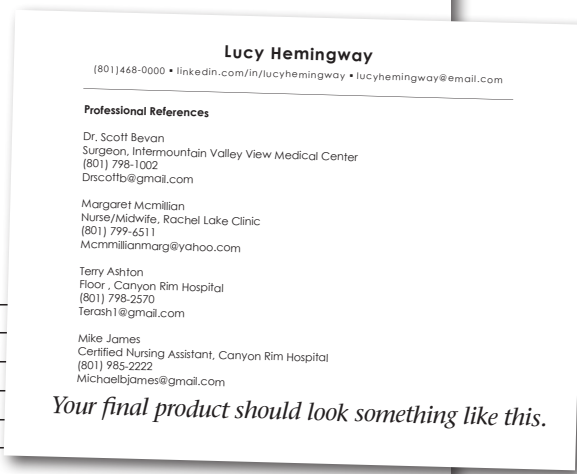 Lucy Hemingway
(801)468-0000 • linkedin.com/in/lucyhemingway • lucyhemingway@email.com
Professional References
Dr. Scott Bevan
Surgeon, Intermountain Valley View Medical Center
(801) 798-1002
Drscottb@gmail.com
Margaret Mcmillian
Nurse/Midwife, Rachel Lake Clinic
(801) 799-6511
Mcmmillianmarg@yahoo.com
Terry Ashton
Floor , Canyon Rim Hospital
(801) 798-2570
Terash1@gmail.com
Mike James
Certified Nursing Assistant, Canyon Rim Hospital
(801) 985-2222
Michaelbjames@gmail.com
Your final product should look something like this.